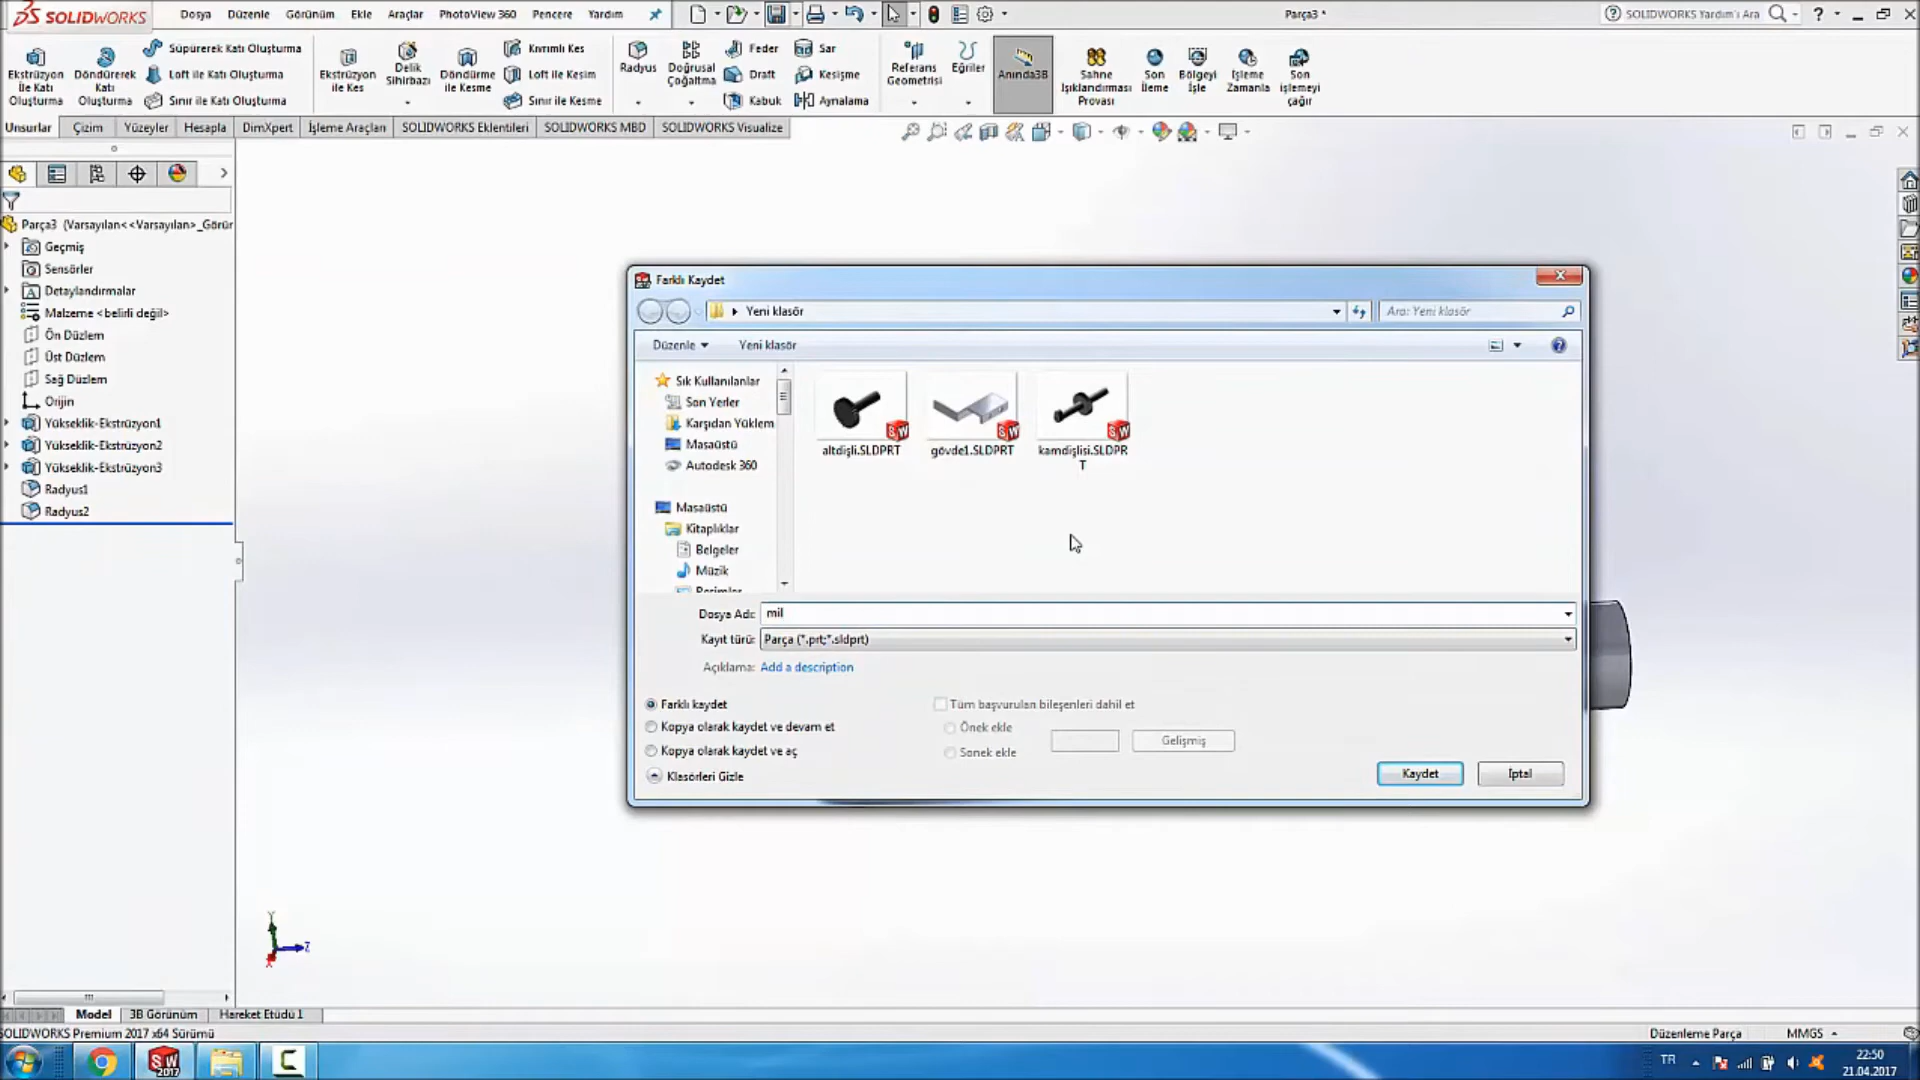 SOLIDWORKS
Dosya Düzenle Görünüm Ekle Araçlar PhotoView 360 Pencere Yardım
Parça3 *
SOLIDWORKS Yardım'ı Ara
Ekstrüzyon İle Katı Oluşturma
Döndürerek Katı Oluşturma
Süpürerek Katı Oluşturma
Loft ile Katı Oluşturma
Sınır ile Katı Oluşturma
Ekstrüzyon ile Kes
Delik Sihirbazı
Döndürme ile Kesme
Kıvrımlı Kes
Loft ile Kesim
Sınır ile Kesme
Radyus
Doğrusal Çoğaltma
Feder
Draft
Kabuk
Sar
Kesişme
Aynalama
Referans Geometrisi
Eğriler
Anında3B
Sahne Işıklandırması Provası
Son İleme
Bölgeyi İşle
İşleme Zamanla
Son işlemeyi çağır
Unsurlar Çizim Yüzeyler Hesapla DimXpert İşleme Araçları SOLIDWORKS Eklentileri SOLIDWORKS MBD SOLIDWORKS Visualize
Parça3 (Varsayılan<<Varsayılan>_Görür
Geçmiş
Sensörler
Detaylandırmalar
Malzeme <belirli değil>
Ön Düzlem
Üst Düzlem
Sağ Düzlem
Orijin
Yükseklik-Ekstrüzyon1
Yükseklik-Ekstrüzyon2
Yükseklik-Ekstrüzyon3
Radyus1
Radyus2
Farklı Kaydet
Yeni klasör
Ara: Yeni klasör
Düzenle Yeni klasör
Sık Kullanılanlar
Son Yerler
Karşıdan Yüklem
Masaüstü
Autodesk 360
Masaüstü
Kitaplıklar
Belgeler
Müzik
altdişli.SLDPRT
gövde1.SLDPRT
kamdişlisi.SLDPR
T
Dosya Adı: mil
Kayıt türü: Parça (*.prt;*.sldprt)
Açıklama: Add a description
Farklı kaydet
Kopya olarak kaydet ve devam et
Kopya olarak kaydet ve aç
Tüm başvurulan bileşenleri dahil et
Önek ekle
Sonek ekle
Gelişmiş
Klasörleri Gizle
Kaydet
İptal
Y
Z
X
Model 3B Görünüm Hareket Etüdü 1
SOLIDWORKS Premium 2017 x64 Sürümü
Düzenleme Parça
MMGS
SW 2017
TR
22:50
21.04.2017